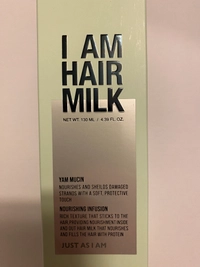 I AM
HAIR
MILK
NET WT. 130 ML / 4.39 FL. OZ.
YAM MUCIN
NOURISHES AND SHEILDS DAMAGED
STRANDS WITH A SOFT PROTECTIVE
TOUCH
NOURISHING INFUSION
RICH TEXTURE THAT STICKS TO THE
HAIR, PROVIDING NOURISHMENT INSIDE
AND OUT. HAIR MILK THAT NOURISHES
AND FILLS THE HAIR WITH PROTEIN
JUST AS I AM